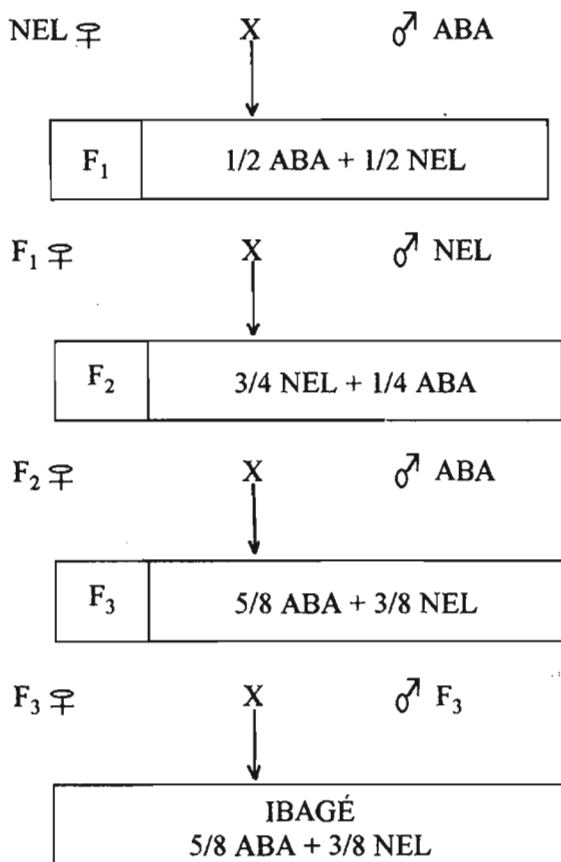 NEL ♀ X ♂ ABA
F₁ 1/2 ABA + 1/2 NEL
F₁ ♀ X ♂ NEL
F₂ 3/4 NEL + 1/4 ABA
F₂ ♀ X ♂ ABA
F₃ 5/8 ABA + 3/8 NEL
F₃ ♀ X ♂ F₃
IBAGÉ
5/8 ABA + 3/8 NEL